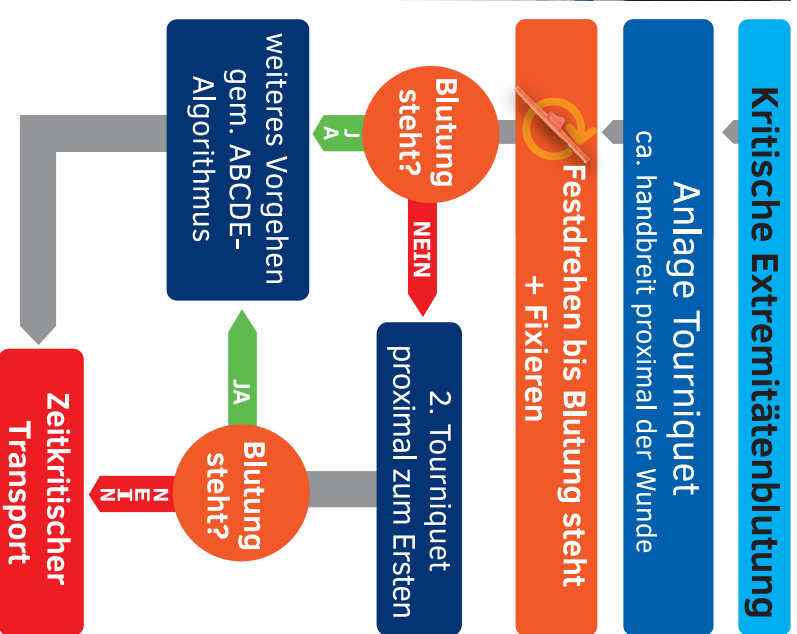 Kritische Extremitätenblutung
Anlage Tourniquet
ca. handbreit proximal der Wunde
Festdrehen bis Blutung steht
+ Fixieren
Blutung
steht?
NEIN
JA
2. Tourniquet
proximal zum Ersten
weiteres Vorgehen
gem. ABCDE-
Algorithmus
JA
Blutung
steht?
NEIN
Zeitkritischer
Transport